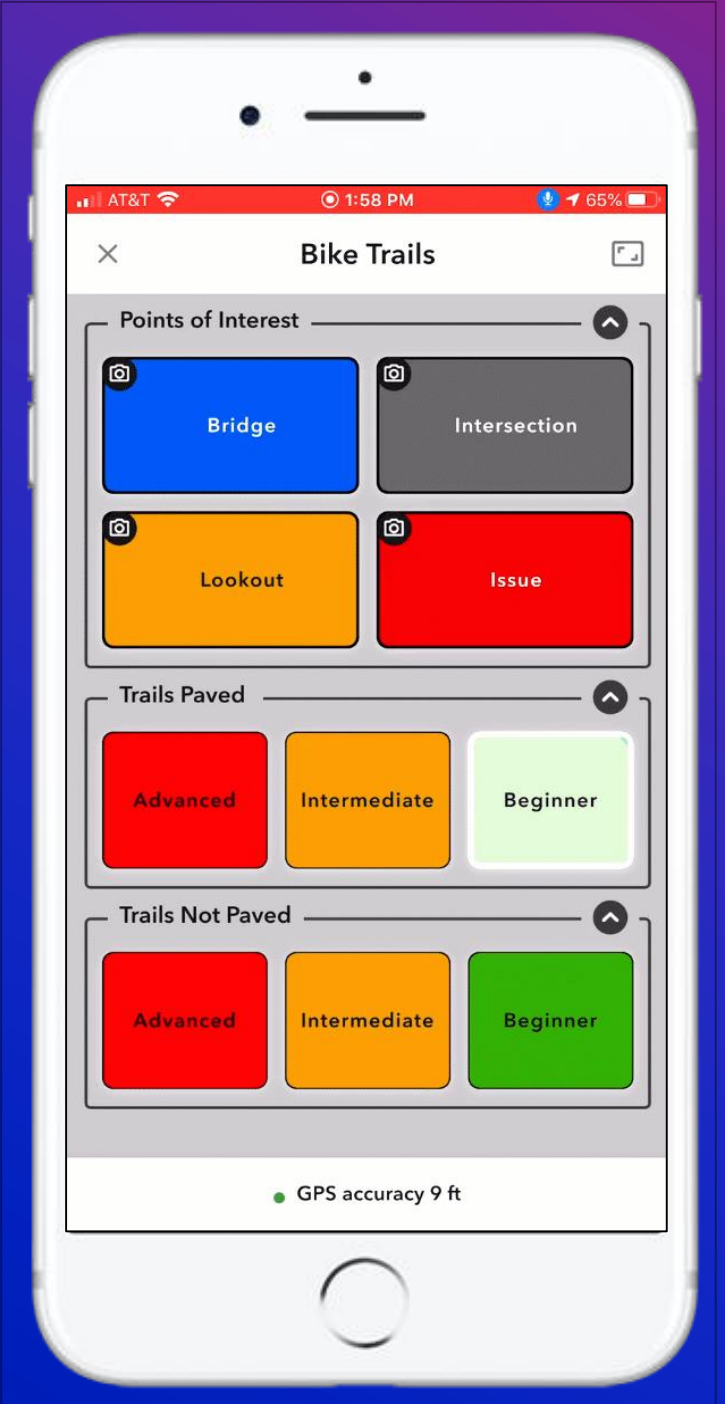 AT&T 1:58 PM 65%
Bike Trails
Points of Interest
Bridge Intersection
Lookout Issue
Trails Paved
Advanced Intermediate Beginner
Trails Not Paved
Advanced Intermediate Beginner
GPS accuracy 9 ft